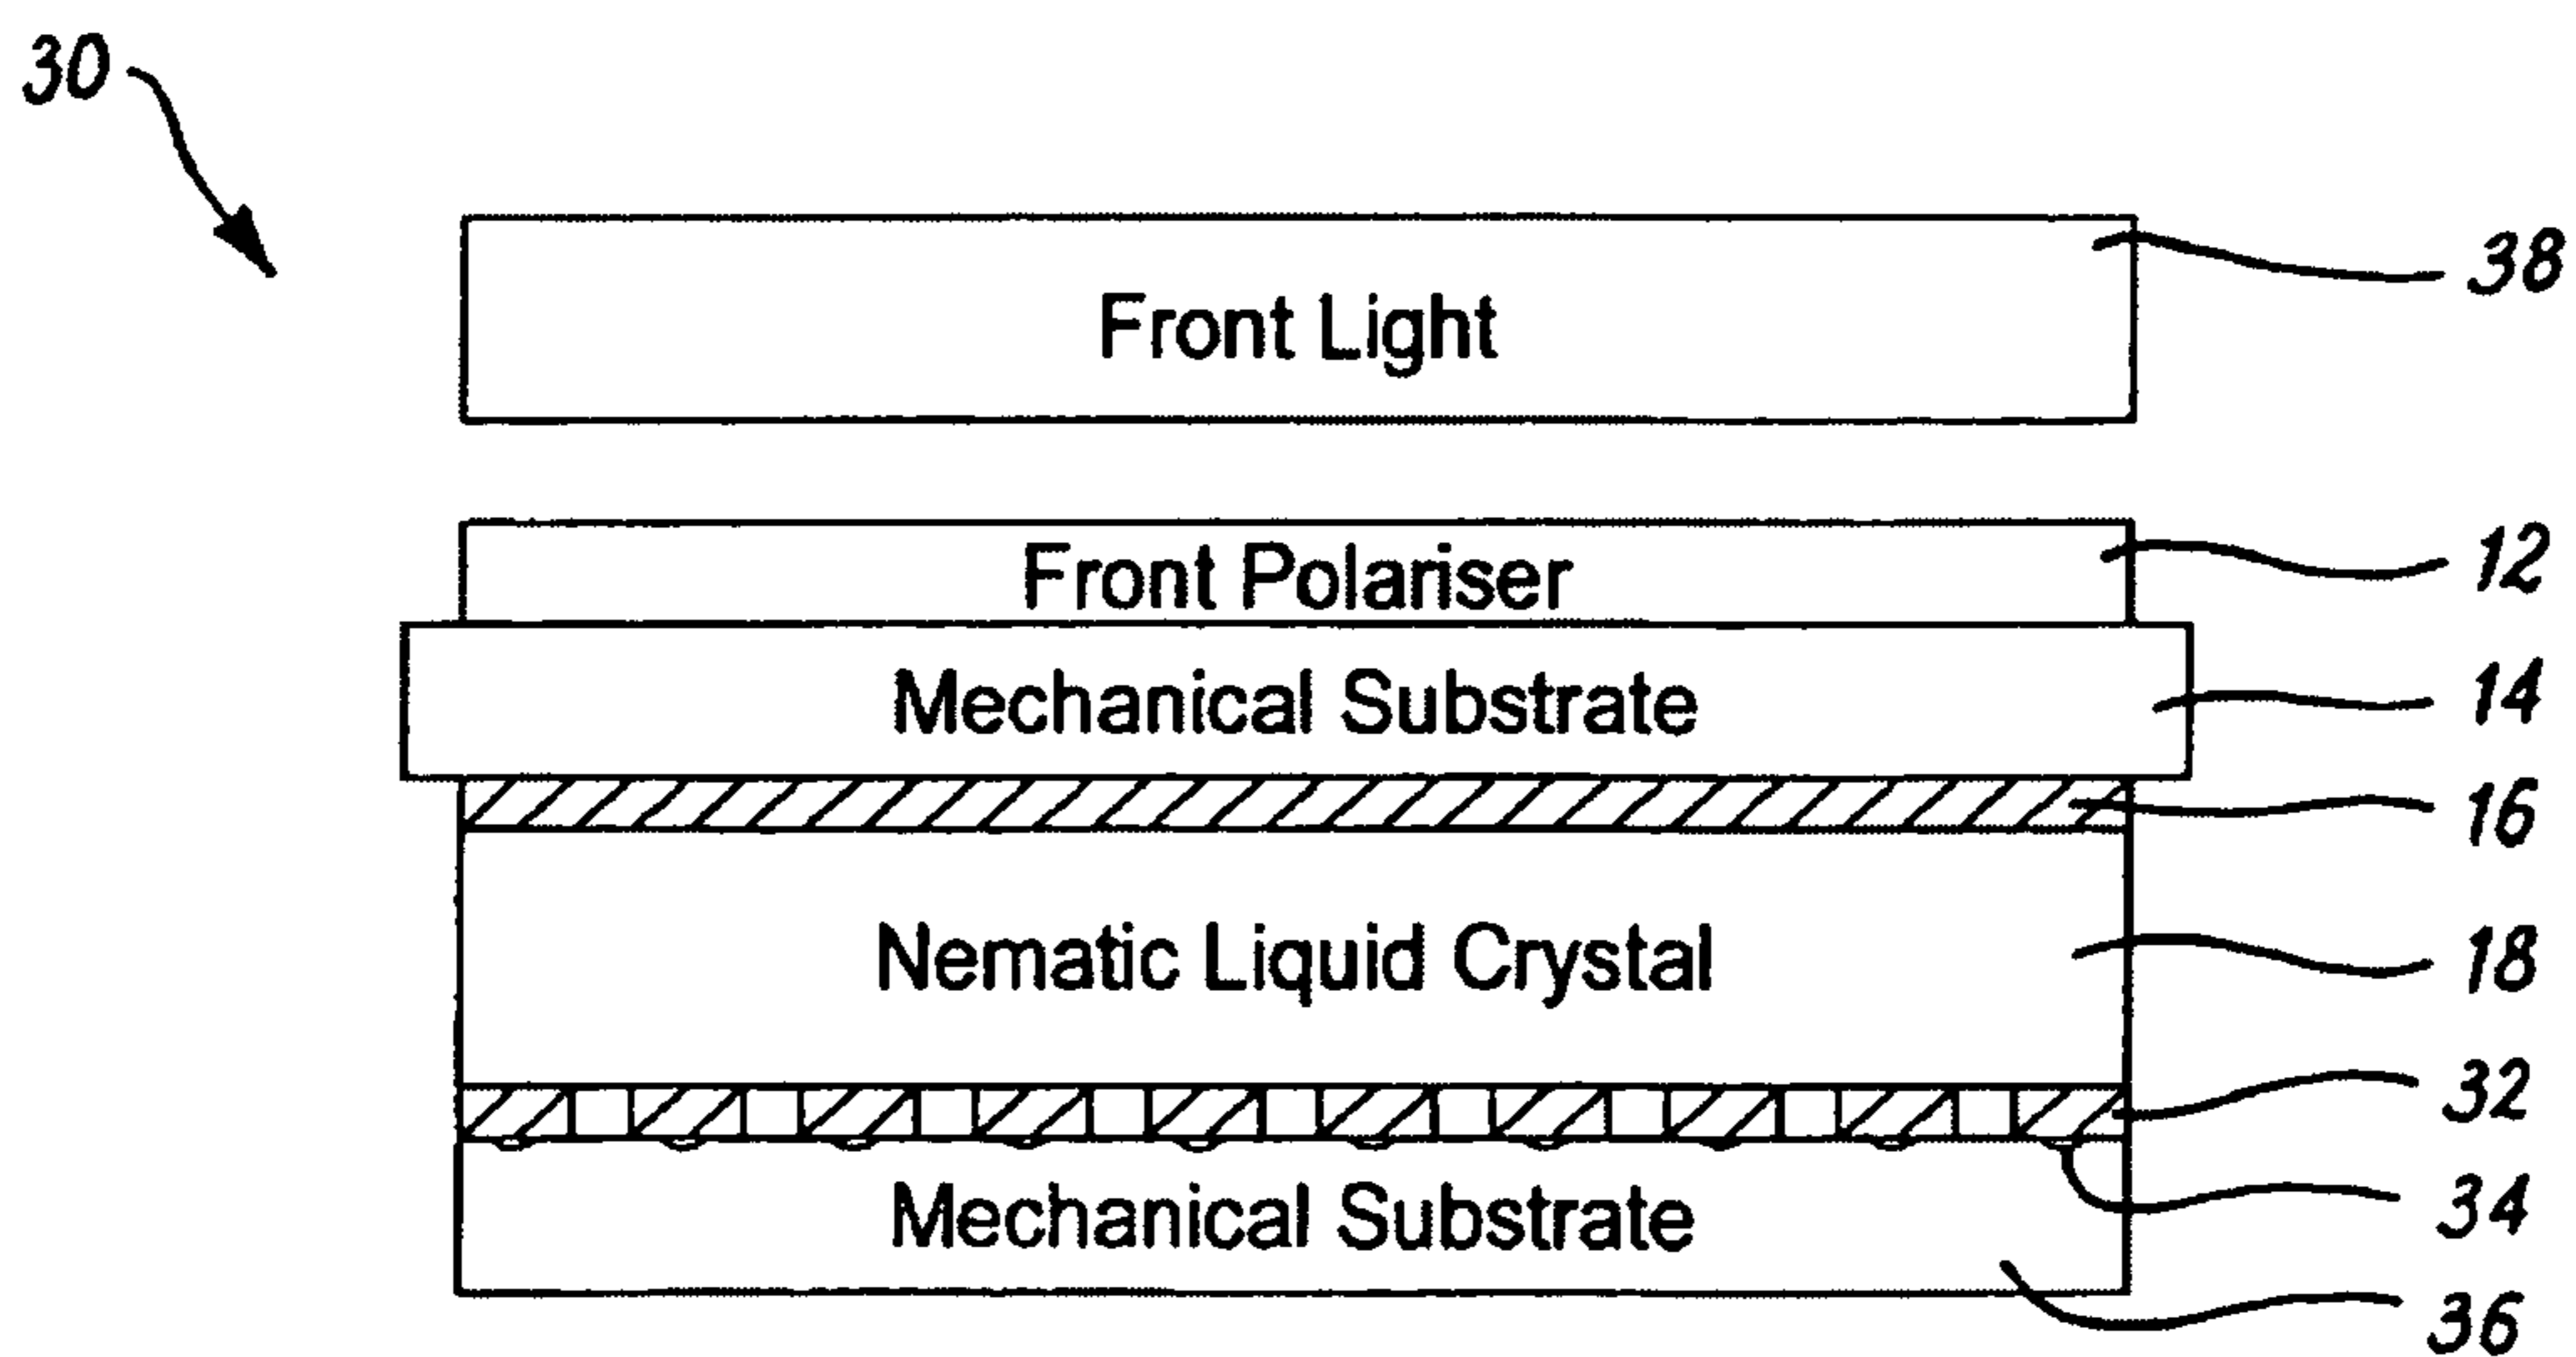 30
Front Light 38
Front Polariser 12
Mechanical Substrate 14
16
Nematic Liquid Crystal 18
32
34
Mechanical Substrate
36